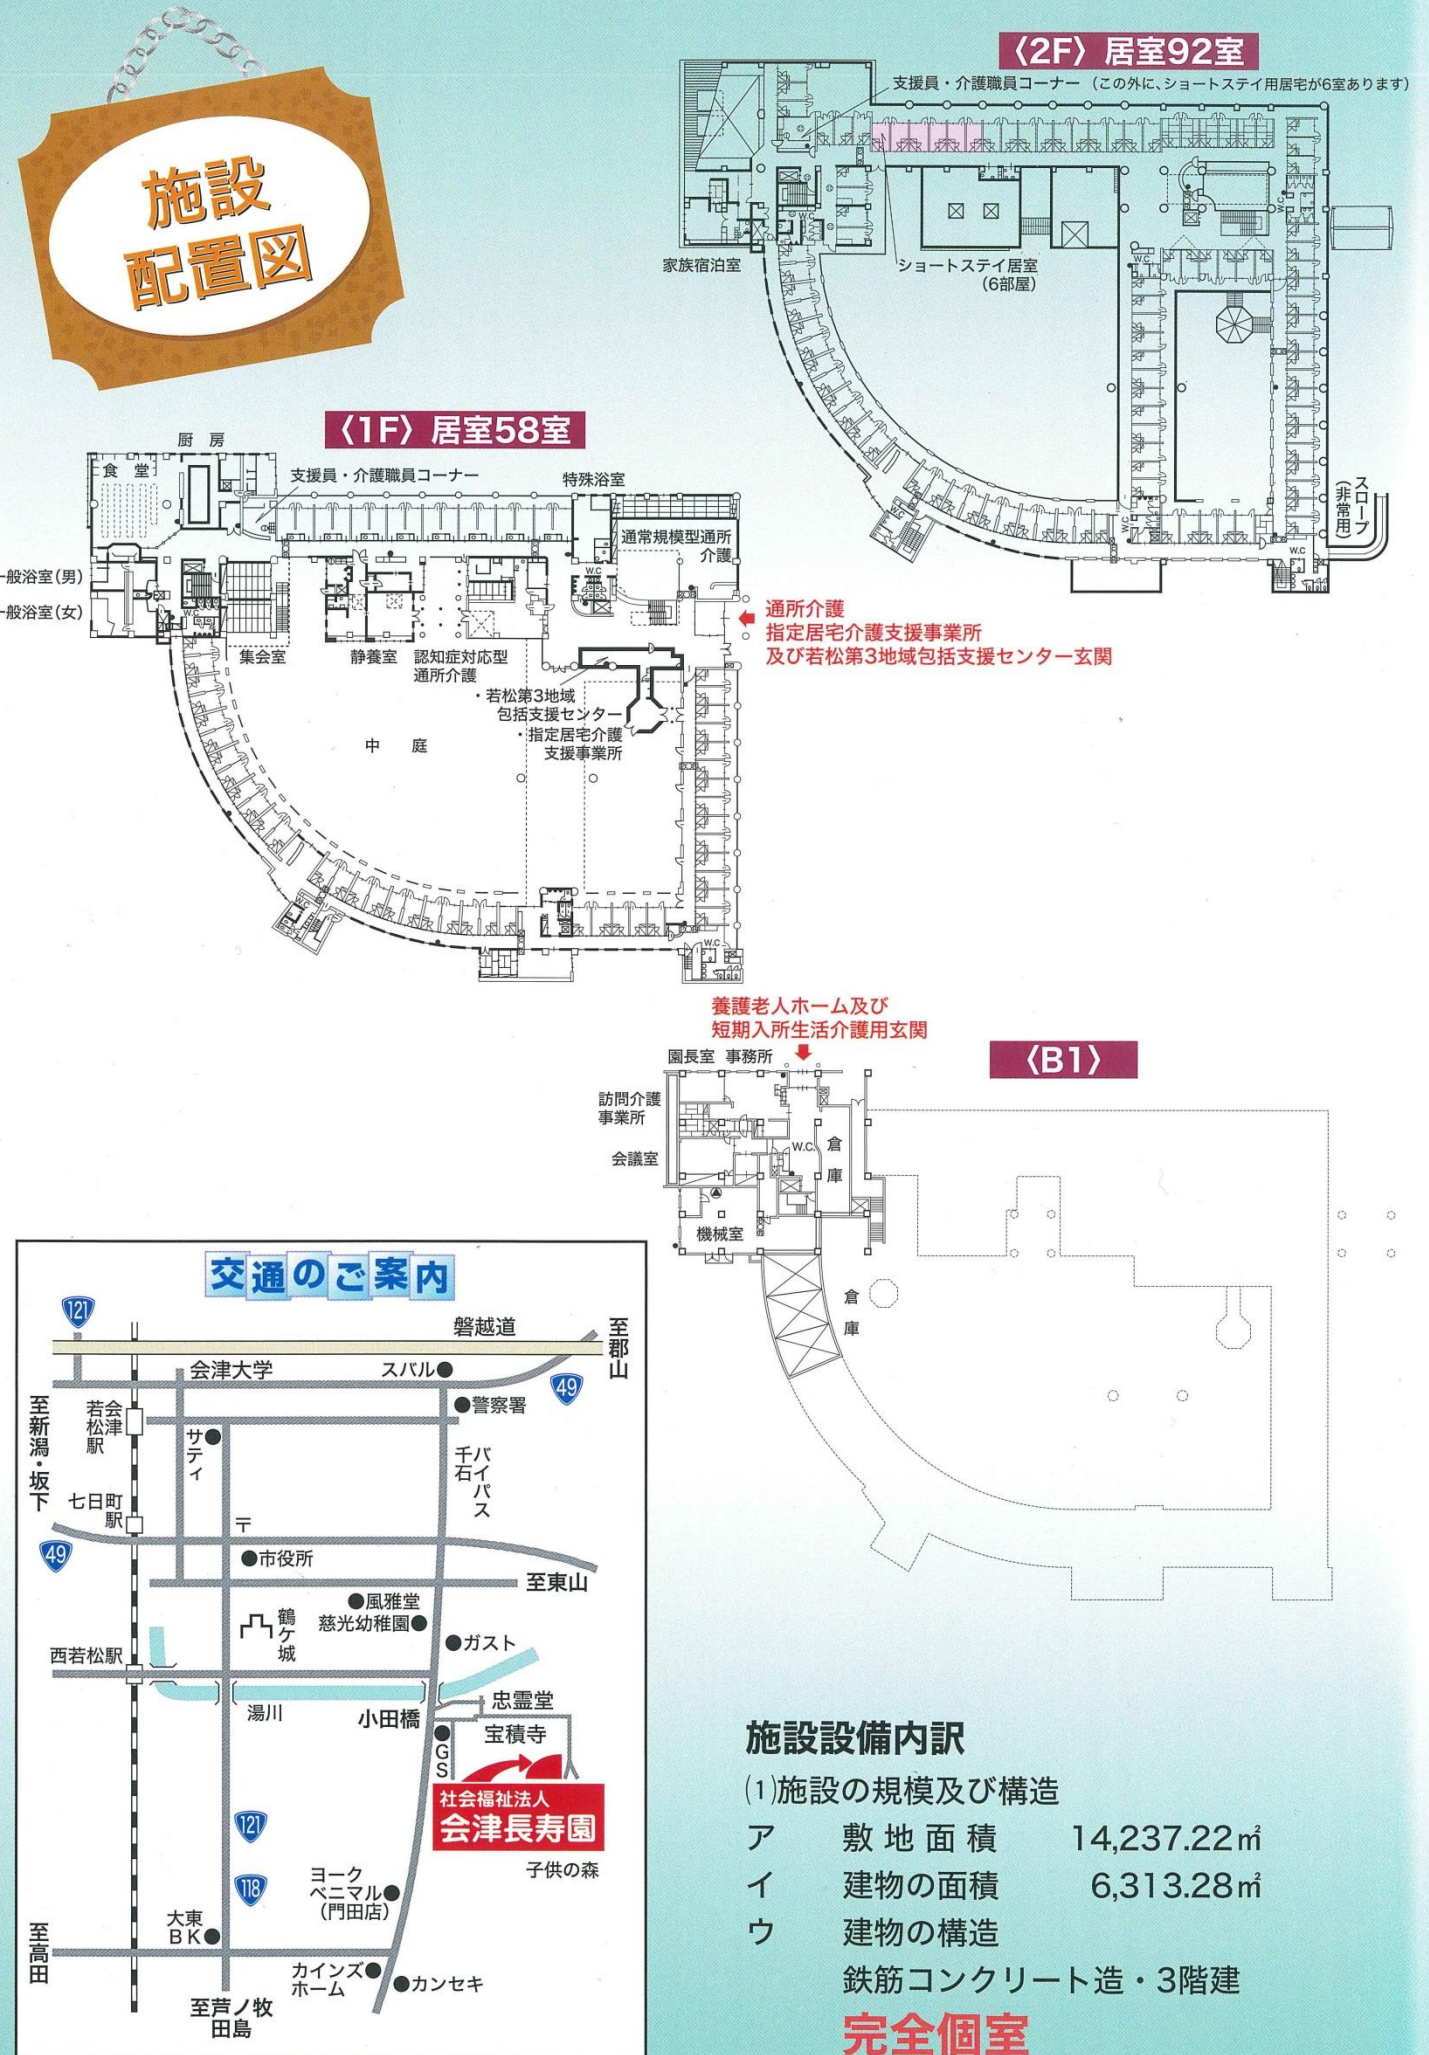 施設
配置図
〈2F〉居室92室
支援員・介護職員コーナー（この外に、ショートステイ用居宅が6室あります）
W.C
W.C
W.C
家族宿泊室
ショートステイ居室
(6部屋)
W.C
W.C
W.C
スロープ
(非常用)
〈1F〉居室58室
厨房
食堂
支援員・介護職員コーナー
特殊浴室
通常規模型通所
介護
一般浴室(男)
一般浴室(女)
W.C
W.C
集会室
静養室
認知症対応型
通所介護
・若松第3地域
包括支援センター
・指定居宅介護
支援事業所
中庭
W.C
W.C
通所介護
指定居宅介護支援事業所
及び若松第3地域包括支援センター玄関
養護老人ホーム及び
短期入所生活介護用玄関
〈B1〉
園長室 事務所
訪問介護
事業所
会議室
W.C.
倉庫
機械室
倉庫
交通のご案内
121
磐越道
至郡山
会津大学
スバル
49
警察署
至新潟・坂下
会津
若松駅
サティ
千石
バイパス
七日町
駅
〒
49
市役所
至東山
風雅堂
慈光幼稚園
鶴ケ城
ガスト
西若松駅
湯川
小田橋
忠霊堂
宝積寺
GS
社会福祉法人
会津長寿園
子供の森
121
118
ヨーク
ベニマル
(門田店)
大東
BK
至高田
カインズ
ホーム
カンセキ
至芦ノ牧
田島
施設設備内訳
⑴施設の規模及び構造
ア 敷地面積 14,237.22㎡
イ 建物の面積 6,313.28㎡
ウ 建物の構造
鉄筋コンクリート造・3階建
完全個室